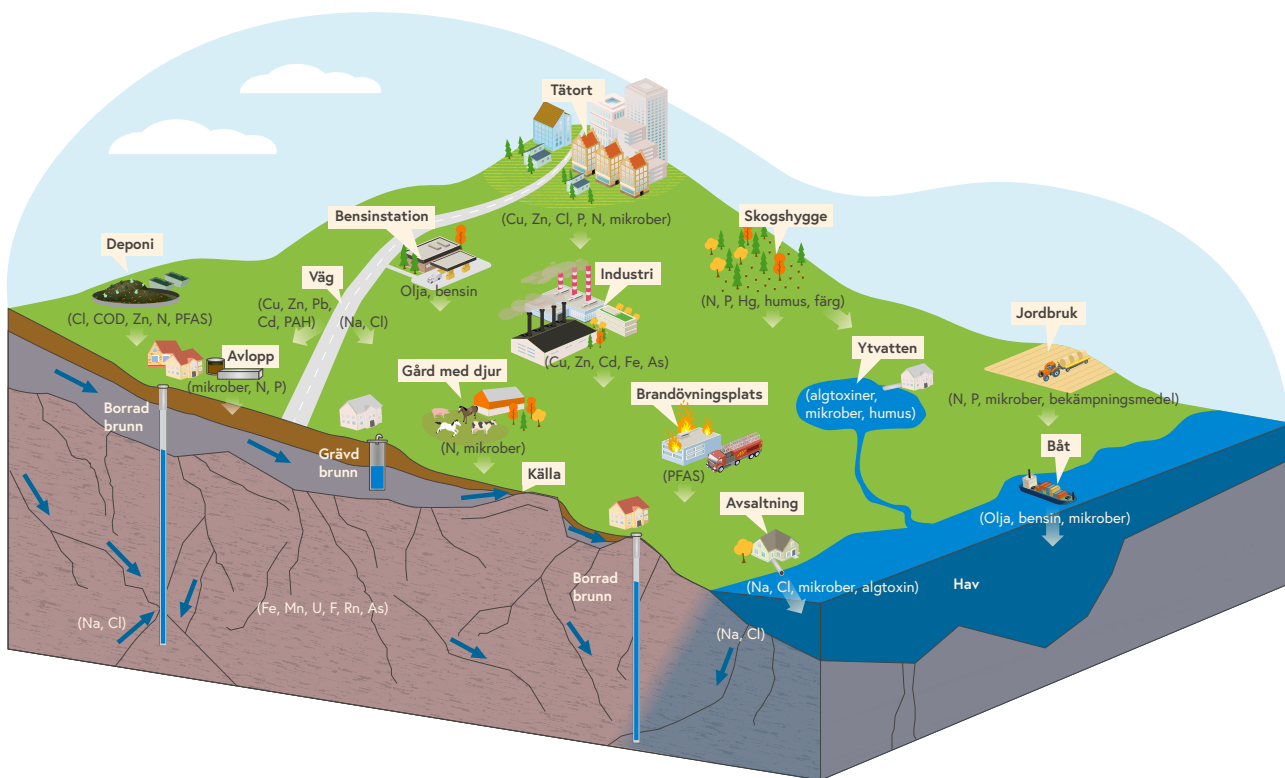 Tätort
(Cu, Zn, Cl, P, N, mikrober)
Bensinstation
Olja, bensin
Skogshygge
(N, P, Hg, humus, färg)
Deponi
(Cl, COD, Zn, N, PFAS)
Väg
(Cu, Zn, Pb,
Cd, PAH)
(Na, Cl)
Industri
(Cu, Zn, Cd, Fe, As)
Jordbruk
(N, P, mikrober, bekämpningsmedel)
Ytvatten
(algtoxiner,
mikrober, humus)
Avlopp
(mikrober, N, P)
Gård med djur
(N, mikrober)
Brandövningsplats
(PFAS)
Borrad
brunn
Grävd
brunn
Källa
Båt
(Olja, bensin, mikrober)
Avsaltning
(Na, Cl, mikrober, algtoxin)
Hav
Borrad
brunn
(Fe, Mn, U, F, Rn, As)
(Na, Cl)
(Na, Cl)